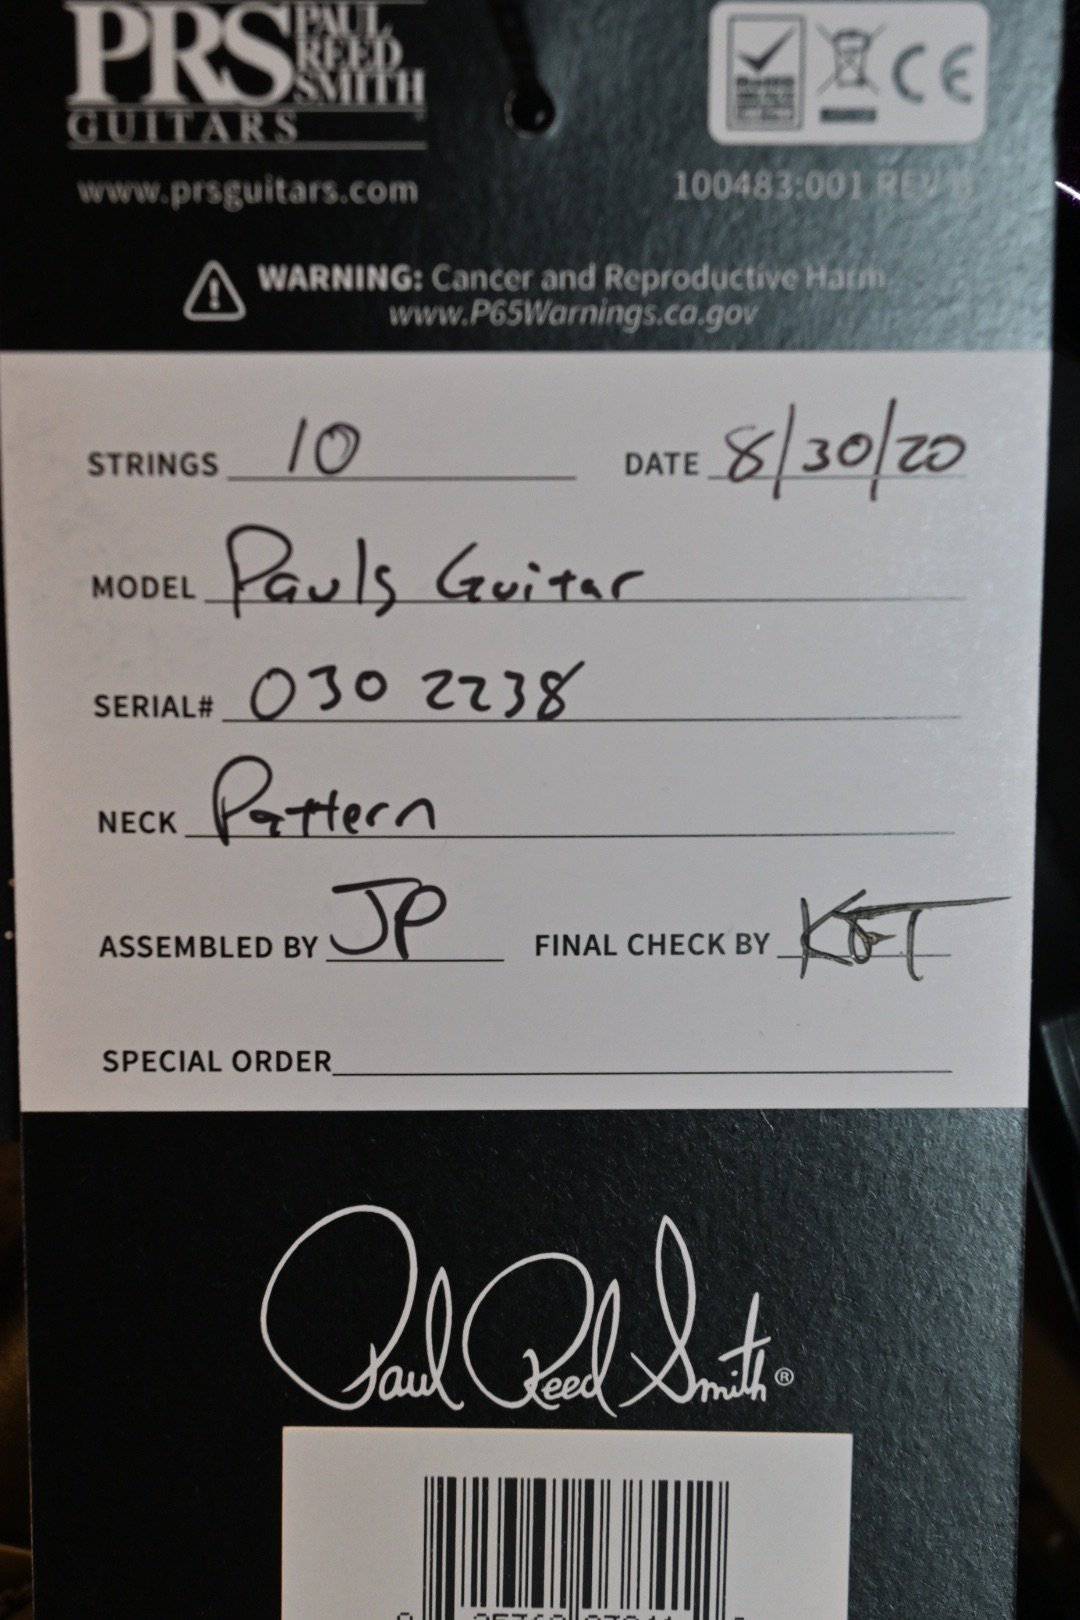 PRS PAUL REED SMITH
GUITARS
www.prsguitars.com
CE
100483:001 REV
WARNING: Cancer and Reproductive Harm
www.P65Warnings.ca.gov
STRINGS 10 DATE 8/30/20
MODEL Pauls Guitar
SERIAL# 030 2238
NECK Pattern
ASSEMBLED BY JP FINAL CHECK BY
SPECIAL ORDER
Paul Reed Smith®